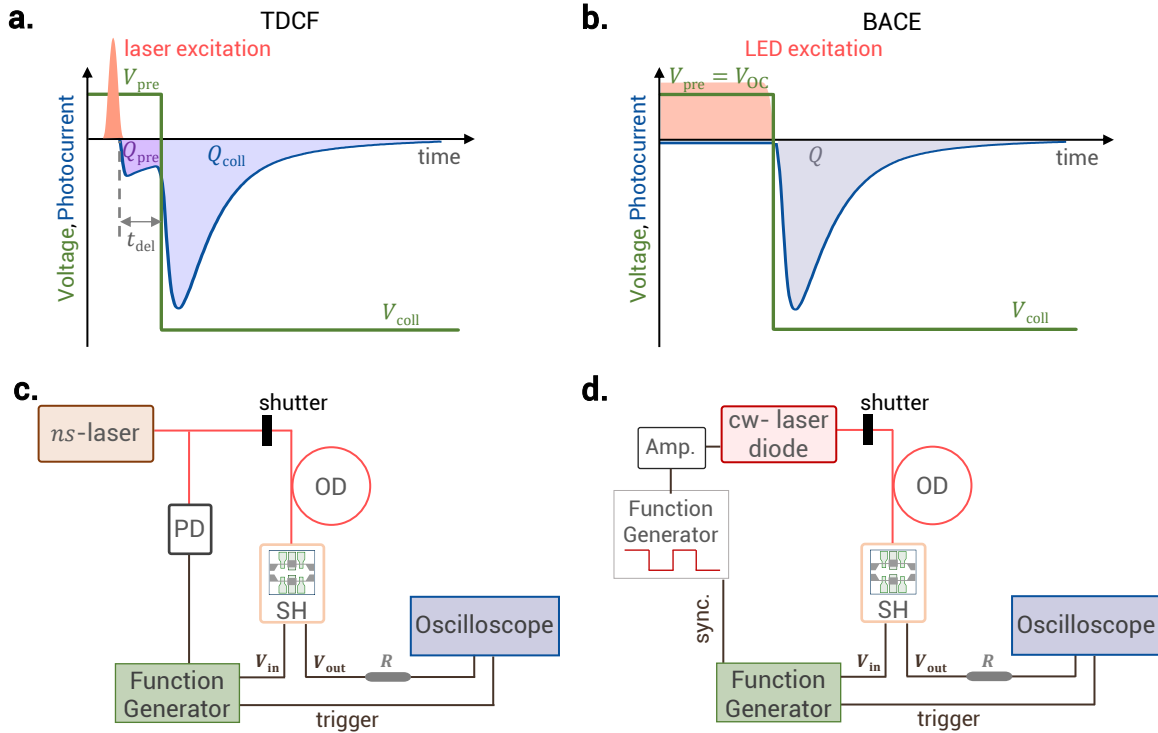 a.
TDCF
laser excitation
V_pre
Q_pre
Q_coll
time
t_del
V_coll
Voltage, Photocurrent
b.
BACE
LED excitation
V_pre = V_OC
Q
time
V_coll
Voltage, Photocurrent
c.
shutter
ns-laser
OD
PD
SH
Oscilloscope
V_in
V_out
R
Function
Generator
trigger
d.
shutter
cw- laser
diode
Amp.
OD
Function
Generator
SH
sync.
Oscilloscope
V_in
V_out
R
Function
Generator
trigger